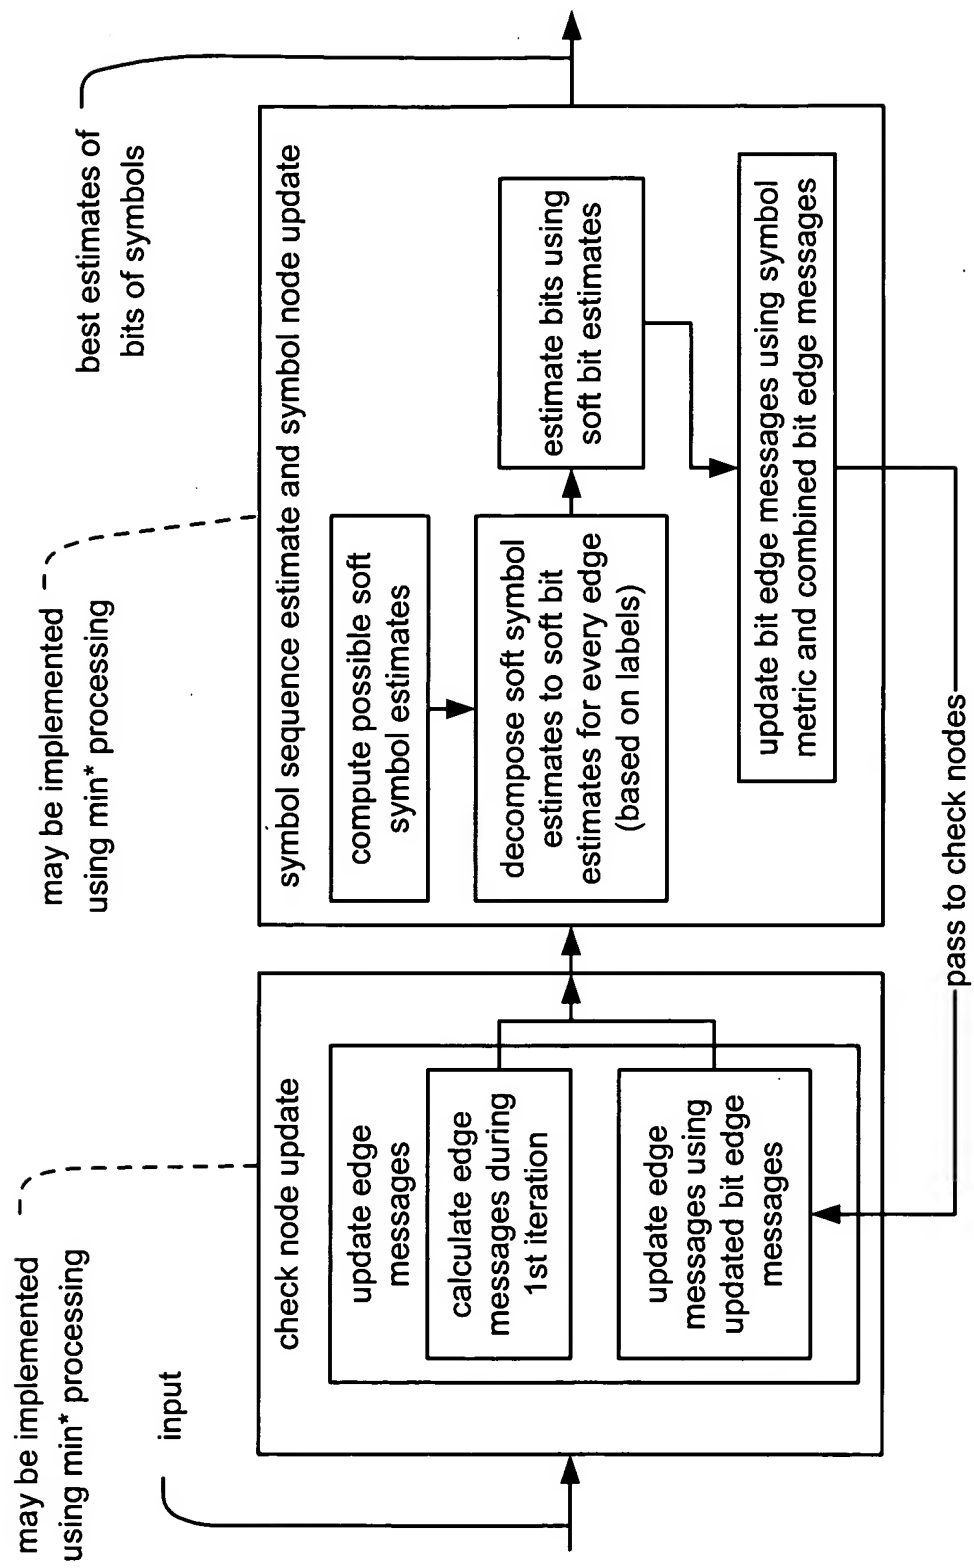 may be implemented
using min* processing
input
check node update
update edge
messages
calculate edge
messages during
1st iteration
update edge
messages using
updated bit edge
messages
may be implemented
using min* processing
symbol sequence estimate and symbol node update
compute possible soft
symbol estimates
decompose soft symbol
estimates to soft bit
estimates for every edge
(based on labels)
estimate bits using
soft bit estimates
update bit edge messages using symbol
metric and combined bit edge messages
pass to check nodes
best estimates of
bits of symbols